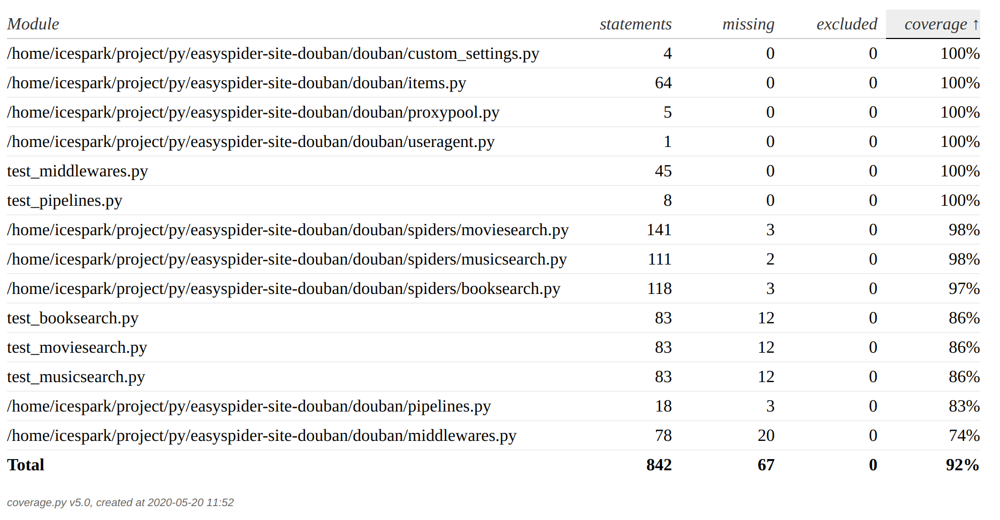 Module statements missing excluded coverage ↑
/home/icespark/project/py/easyspider-site-douban/douban/custom_settings.py 4 0 0 100%
/home/icespark/project/py/easyspider-site-douban/douban/items.py 64 0 0 100%
/home/icespark/project/py/easyspider-site-douban/douban/proxypool.py 5 0 0 100%
/home/icespark/project/py/easyspider-site-douban/douban/useragent.py 1 0 0 100%
test_middlewares.py 45 0 0 100%
test_pipelines.py 8 0 0 100%
/home/icespark/project/py/easyspider-site-douban/douban/spiders/moviesearch.py 141 3 0 98%
/home/icespark/project/py/easyspider-site-douban/douban/spiders/musicsearch.py 111 2 0 98%
/home/icespark/project/py/easyspider-site-douban/douban/spiders/booksearch.py 118 3 0 97%
test_booksearch.py 83 12 0 86%
test_moviesearch.py 83 12 0 86%
test_musicsearch.py 83 12 0 86%
/home/icespark/project/py/easyspider-site-douban/douban/pipelines.py 18 3 0 83%
/home/icespark/project/py/easyspider-site-douban/douban/middlewares.py 78 20 0 74%
Total 842 67 0 92%
coverage.py v5.0, created at 2020-05-20 11:52